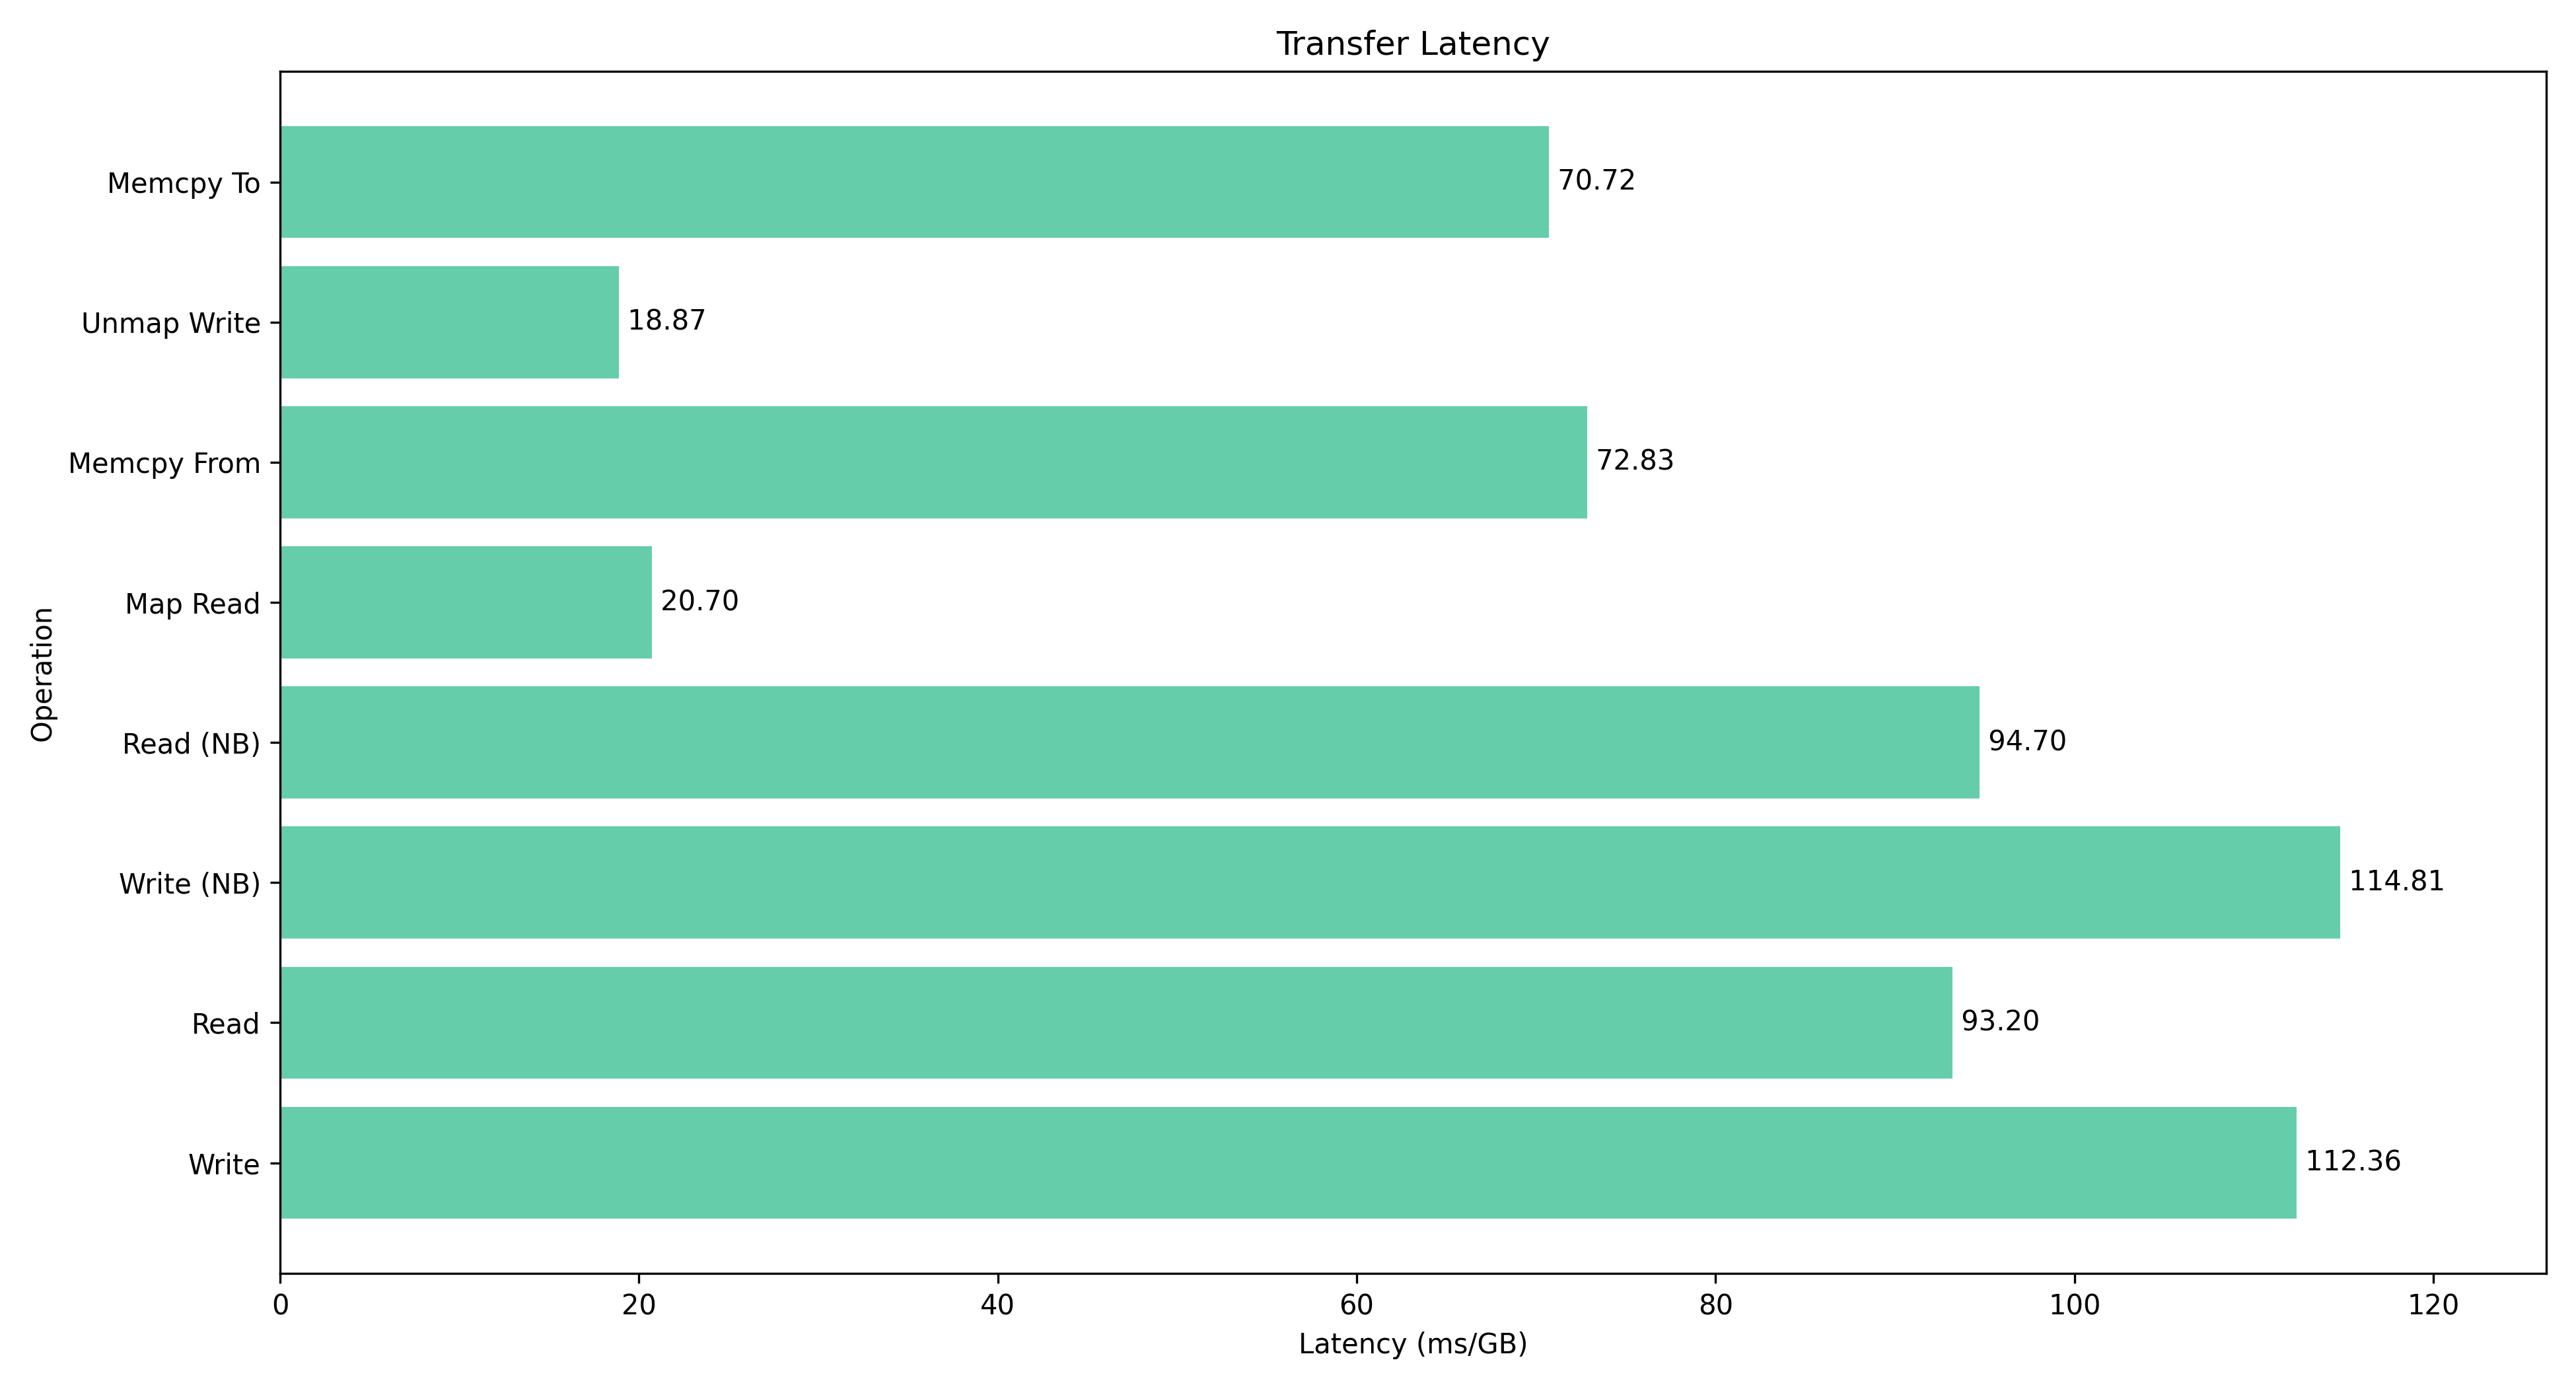 Transfer Latency
Operation
Memcpy To 70.72
Unmap Write 18.87
Memcpy From 72.83
Map Read 20.70
Read (NB) 94.70
Write (NB) 114.81
Read 93.20
Write 112.36
0 20 40 60 80 100 120
Latency (ms/GB)